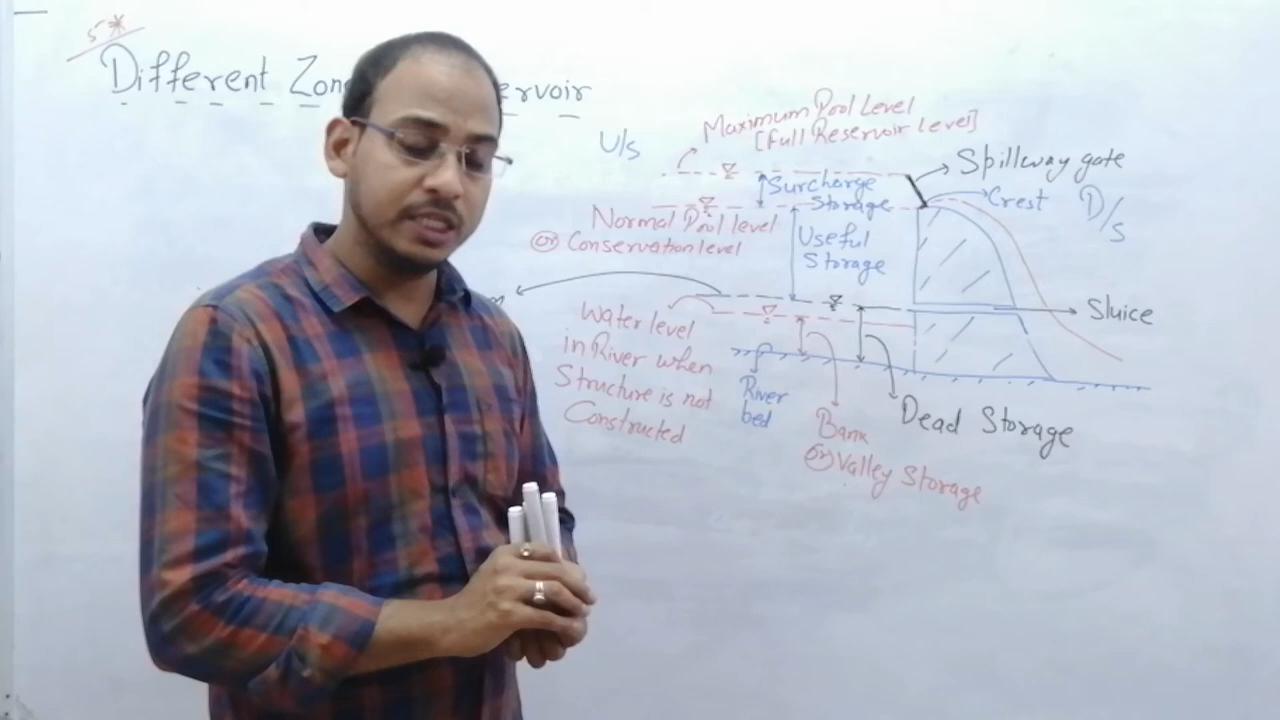 5*
Different Zon
ervoir
U/s
Maximum Pool Level
[Full Reservoir level]
Spillway gate
Crest
D/s
Surcharge
Storage
Normal Pool level
or Conservation level
Useful
Storage
m
Sluice
Water level
in River when
Structure is not
Constructed
River
bed
Bank
or Valley Storage
Dead Storage